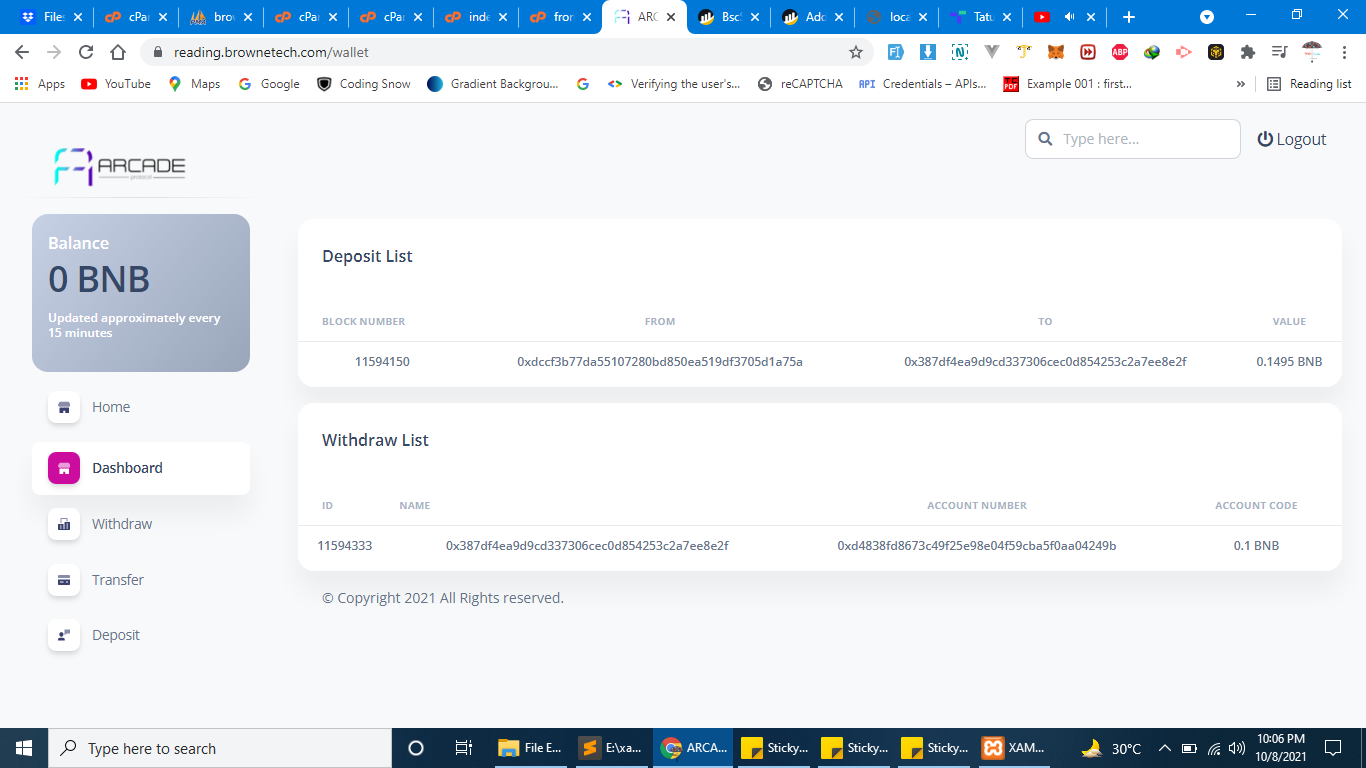 Files
cPar
brow
cPar
cPar
inde
fror
ARC
BscS
Add
loca
Tatu
reading.brownetech.com/wallet
Apps
YouTube
Maps
Google
Coding Snow
Gradient Backgrou...
Verifying the user's...
reCAPTCHA
API
Credentials – APIs...
Example 001 : first...
»
Reading list
ARCADE
protocol
Type here...
Logout
Balance
0 BNB
Updated approximately every
15 minutes
Home
Dashboard
Withdraw
Transfer
Deposit
Deposit List
BLOCK NUMBER FROM TO VALUE
11594150 0xdccf3b77da55107280bd850ea519df3705d1a75a 0x387df4ea9d9cd337306cec0d854253c2a7ee8e2f 0.1495 BNB
Withdraw List
ID NAME ACCOUNT NUMBER ACCOUNT CODE
11594333 0x387df4ea9d9cd337306cec0d854253c2a7ee8e2f 0xd4838fd8673c49f25e98e04f59cba5f0aa04249b 0.1 BNB
© Copyright 2021 All Rights reserved.
Type here to search
File E...
E:\xa...
ARCA...
Sticky...
Sticky...
Sticky...
XAM...
30°C
10:06 PM
10/8/2021